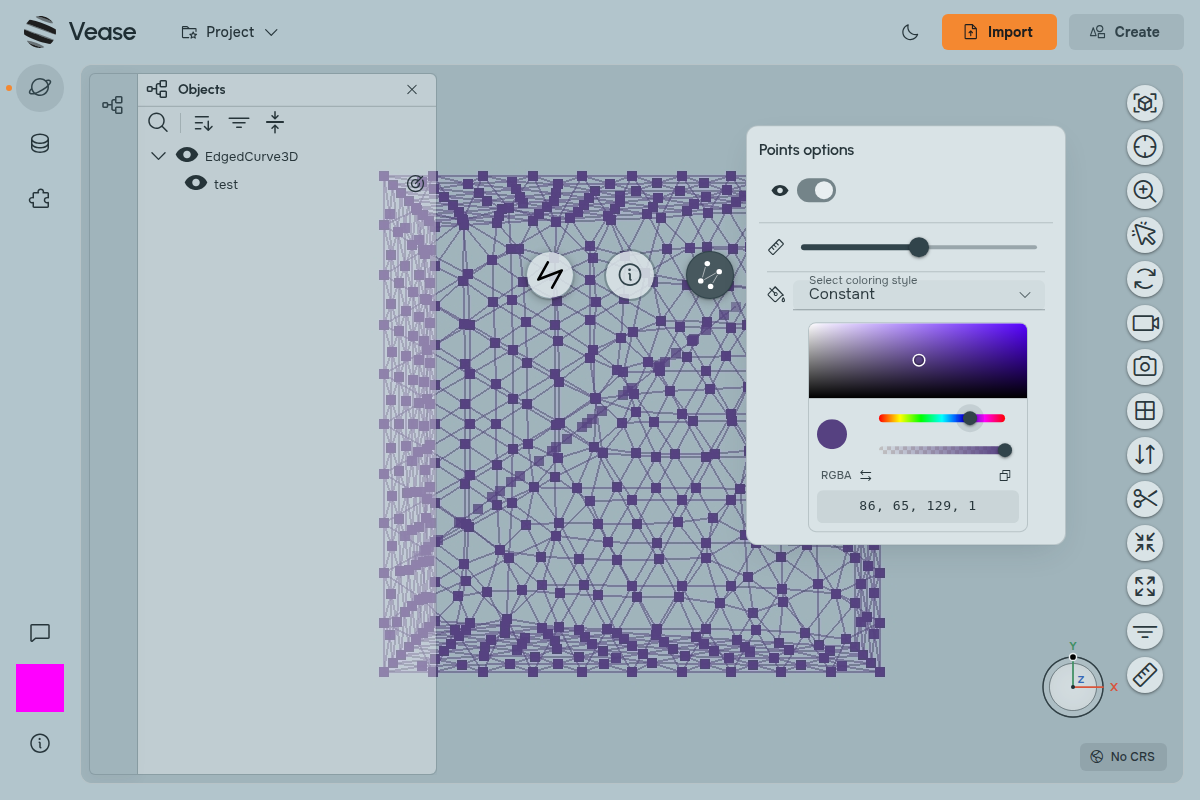 Vease
Project
Import
Create
Objects
EdgedCurve3D
test
Points options
Select coloring style
Constant
RGBA
86, 65, 129, 1
Y
Z
X
No CRS